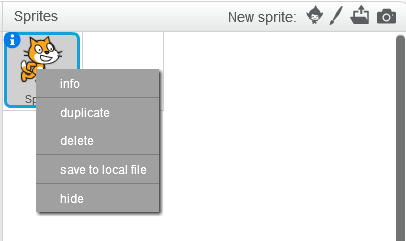 Sprites
New sprite:
info
duplicate
delete
save to local file
hide